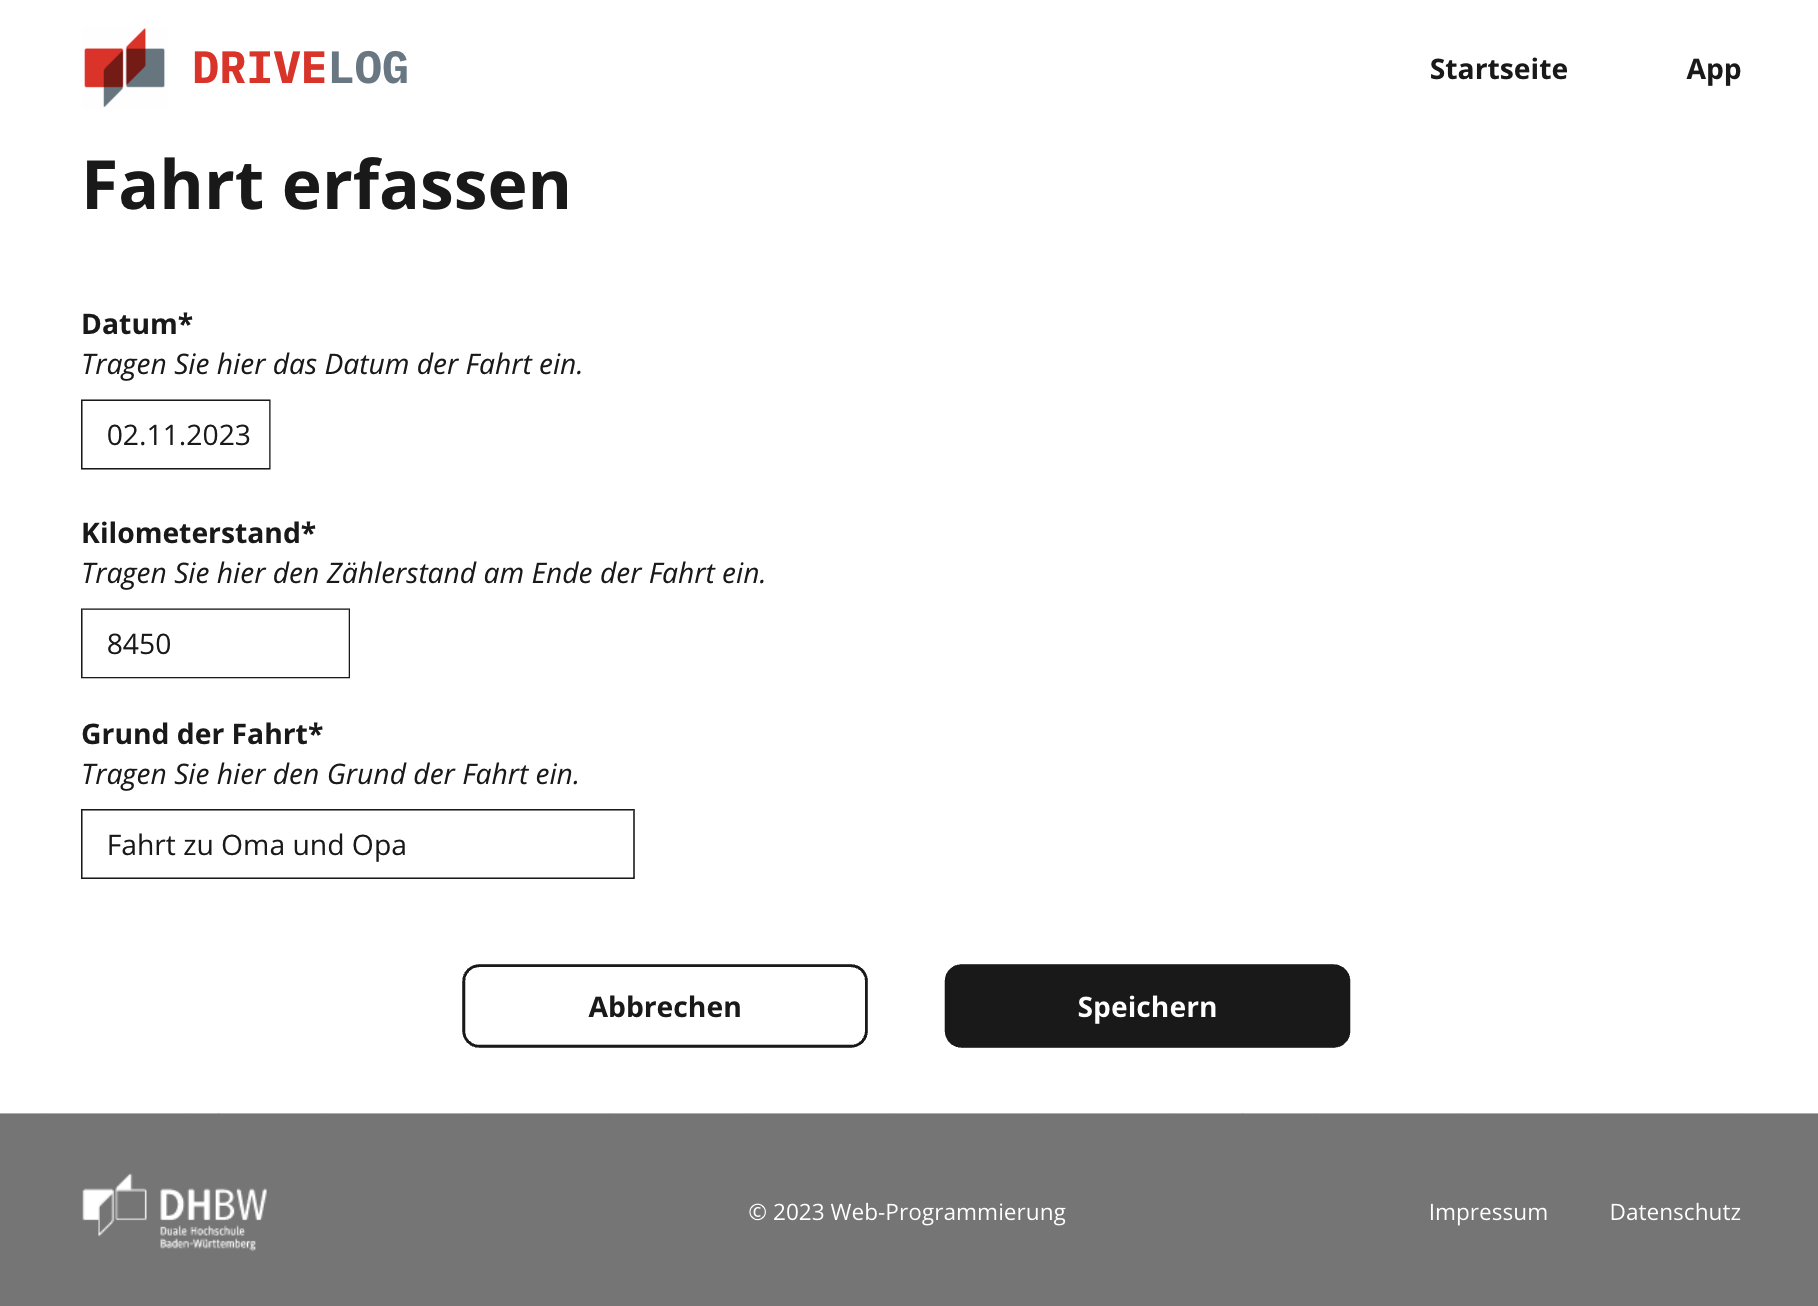 DRIVELOG
Startseite
App
Fahrt erfassen
Datum*
Tragen Sie hier das Datum der Fahrt ein.
02.11.2023
Kilometerstand*
Tragen Sie hier den Zählerstand am Ende der Fahrt ein.
8450
Grund der Fahrt*
Tragen Sie hier den Grund der Fahrt ein.
Fahrt zu Oma und Opa
Abbrechen
Speichern
DHBW
Duale Hochschule
Baden-Württemberg
© 2023 Web-Programmierung
Impressum
Datenschutz